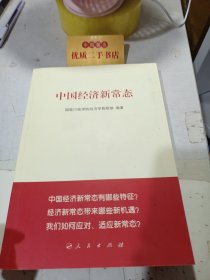 中国书店
优质二手书店
中国经济新常态
国家行政学院经济学教研部 编著
中国经济新常态有哪些特征？
经济新常态带来哪些新机遇？
我们如何应对、适应新常态？
人民出版社